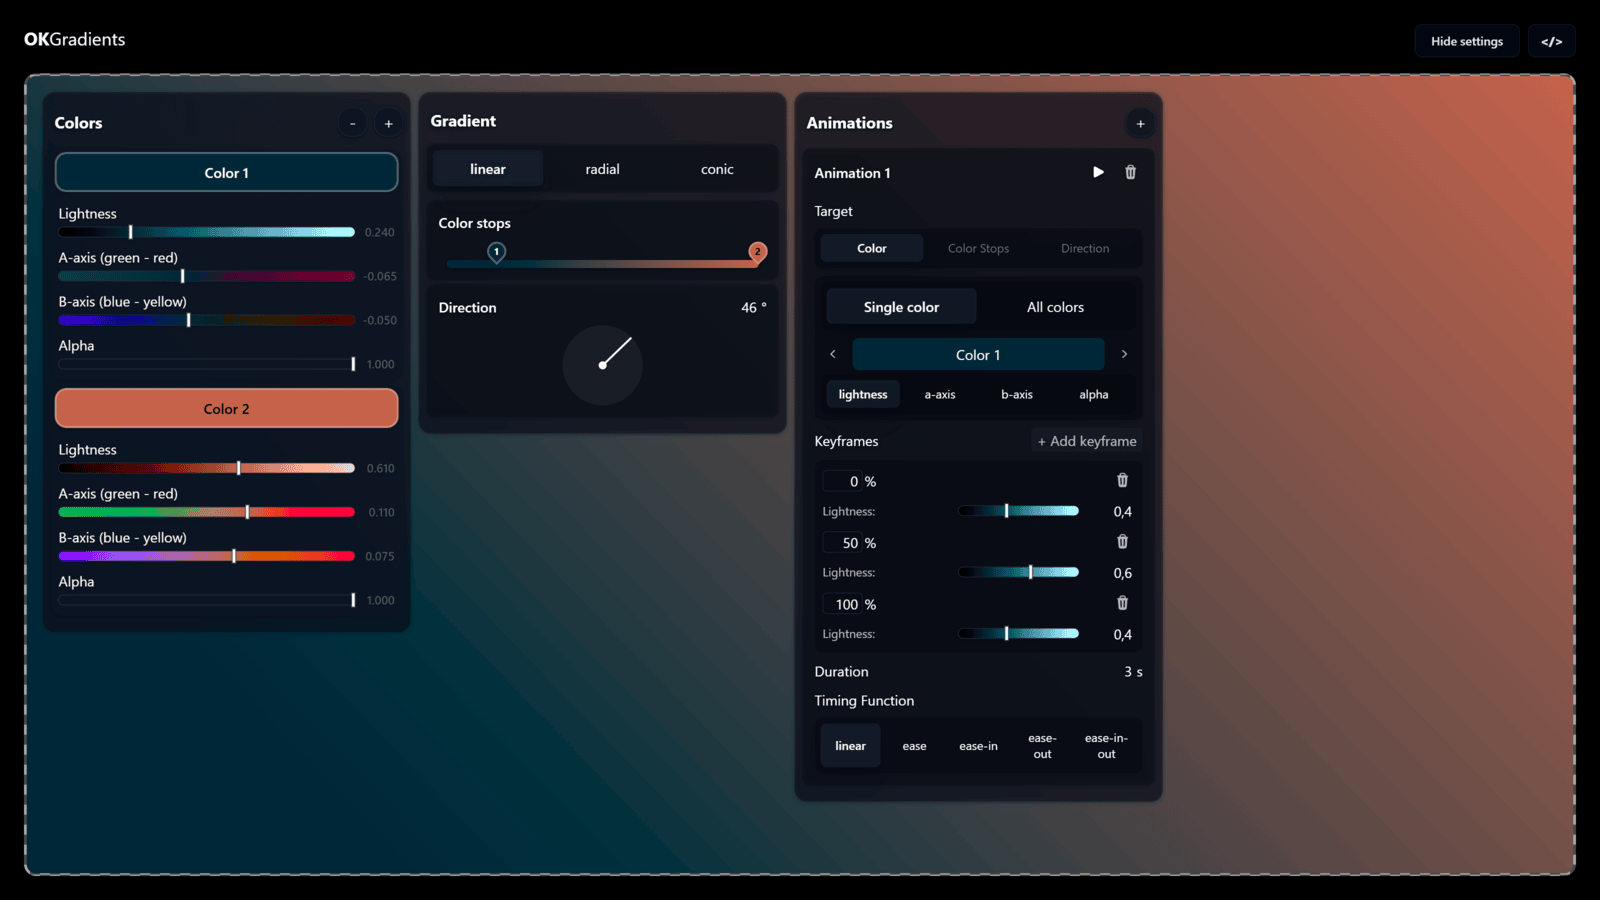 OKGradients
Hide settings
</>
Colors
-
+
Color 1
Lightness
0.240
A-axis (green - red)
-0.065
B-axis (blue - yellow)
-0.050
Alpha
1.000
Color 2
Lightness
0.610
A-axis (green - red)
0.110
B-axis (blue - yellow)
0.075
Alpha
1.000
Gradient
linear
radial
conic
Color stops
1
2
Direction
46 °
Animations
+
Animation 1
Target
Color
Color Stops
Direction
Single color
All colors
Color 1
lightness
a-axis
b-axis
alpha
Keyframes
+ Add keyframe
0 %
Lightness:
0,4
50 %
Lightness:
0,6
100 %
Lightness:
0,4
Duration
3 s
Timing Function
linear
ease
ease-in
ease-
out
ease-in-
out